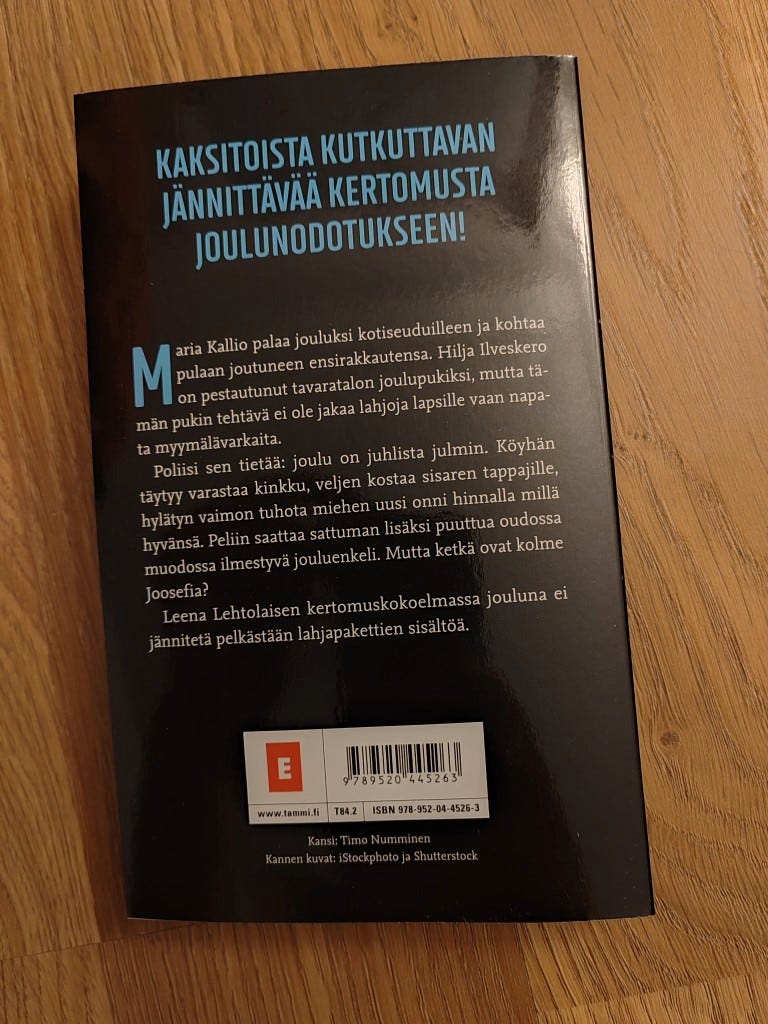 KAKSITOISTA KUTKUTTAVAN
JÄNNITTÄVÄÄ KERTOMUSTA
JOULUNODOTUKSEEN!
Maria Kallio palaa jouluksi kotiseuduilleen ja kohtaa
pulaan joutuneen ensirakkautensa. Hilja Ilveskero
on pestautunut tavaratalon joulupukiksi, mutta tä-
män pukin tehtävä ei ole jakaa lahjoja lapsille vaan napa-
ta myymälävarkaita.
Poliisi sen tietää: joulu on juhlista julmin. Köyhän
täytyy varastaa kinkku, veljen kostaa sisaren tappajille,
hylätyn vaimon tuhota miehen uusi onni hinnalla millä
hyvänsä. Peliin saattaa sattuman lisäksi puuttua oudossa
muodossa ilmestyvä jouluenkeli. Mutta ketkä ovat kolme
Joosefia?
Leena Lehtolaisen kertomuskokoelmassa jouluna ei
jännitetä pelkästään lahjapakettien sisältöä.
E
9 789520 445263
www.tammi.fi T84.2 ISBN 978-952-04-4526-3
Kansi: Timo Numminen
Kannen kuvat: iStockphoto ja Shutterstock